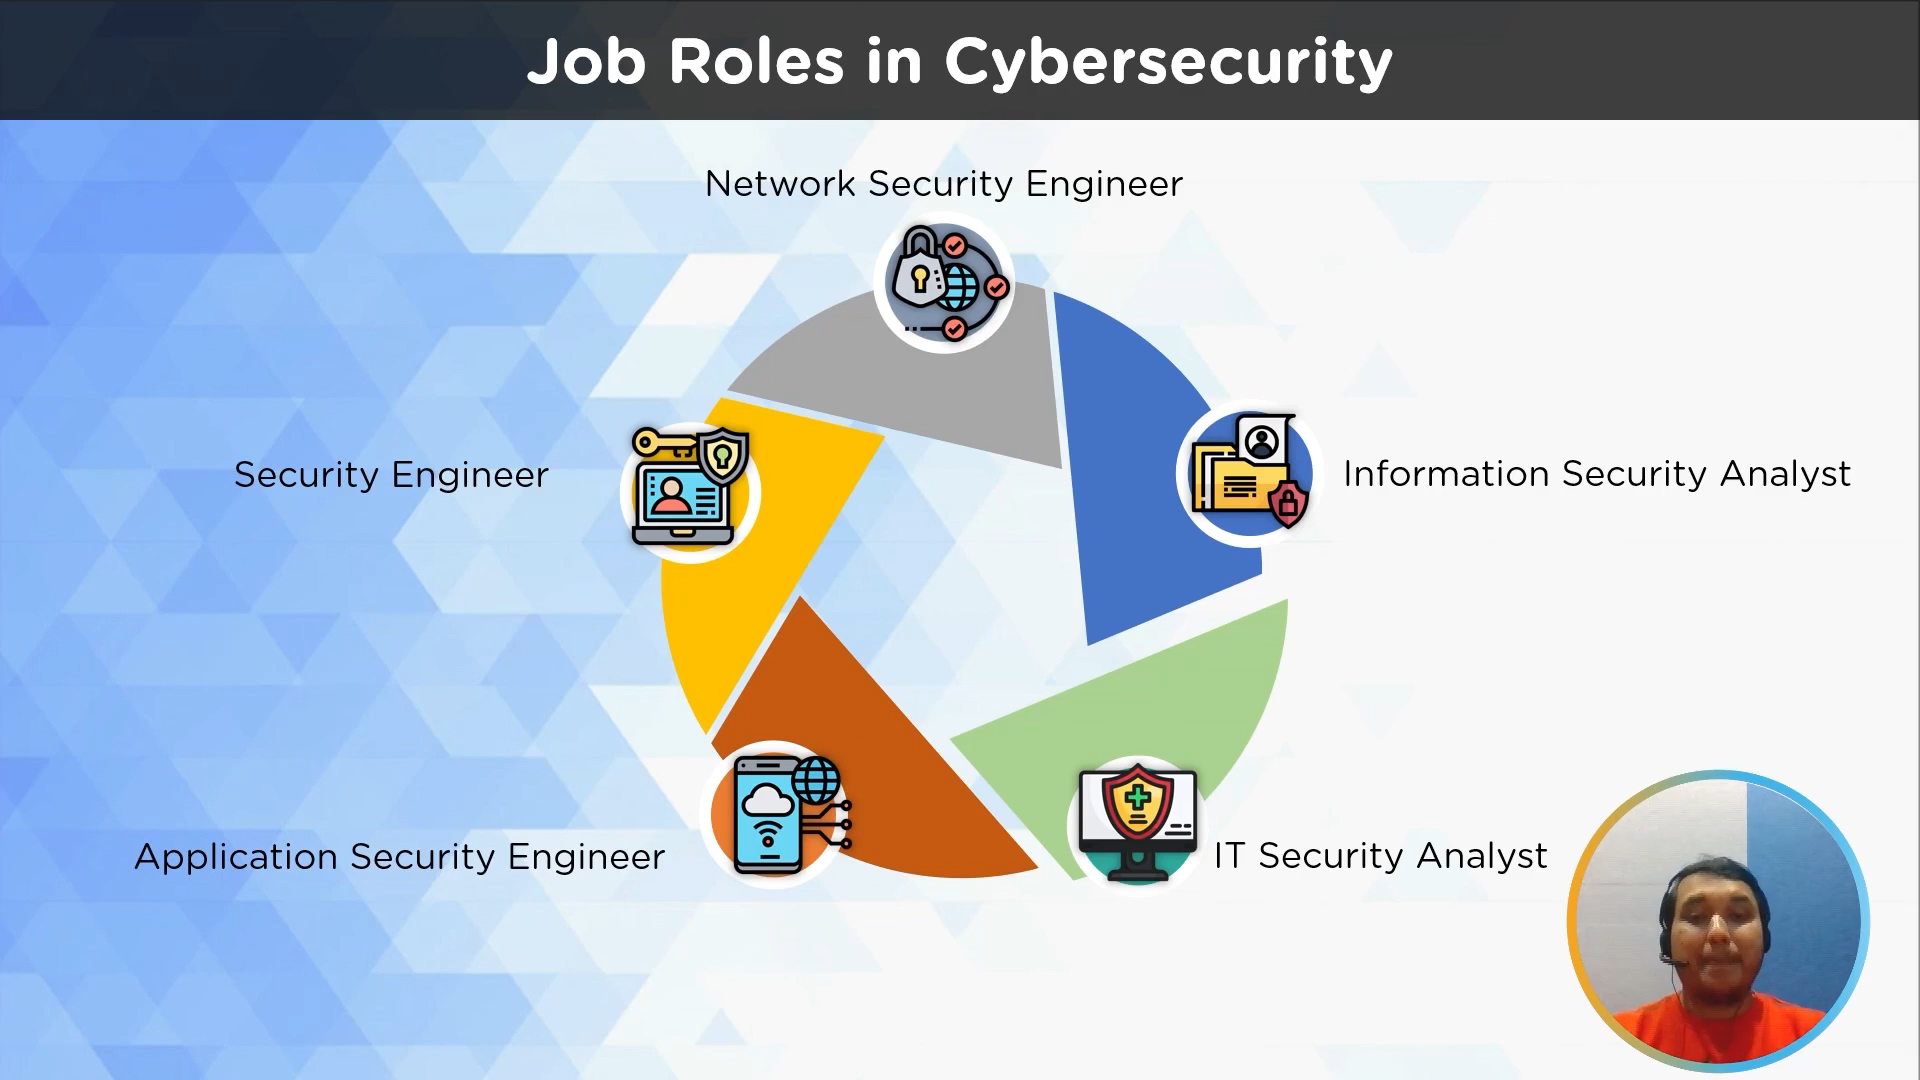 Job Roles in Cybersecurity
Network Security Engineer
Security Engineer
Information Security Analyst
Application Security Engineer
IT Security Analyst